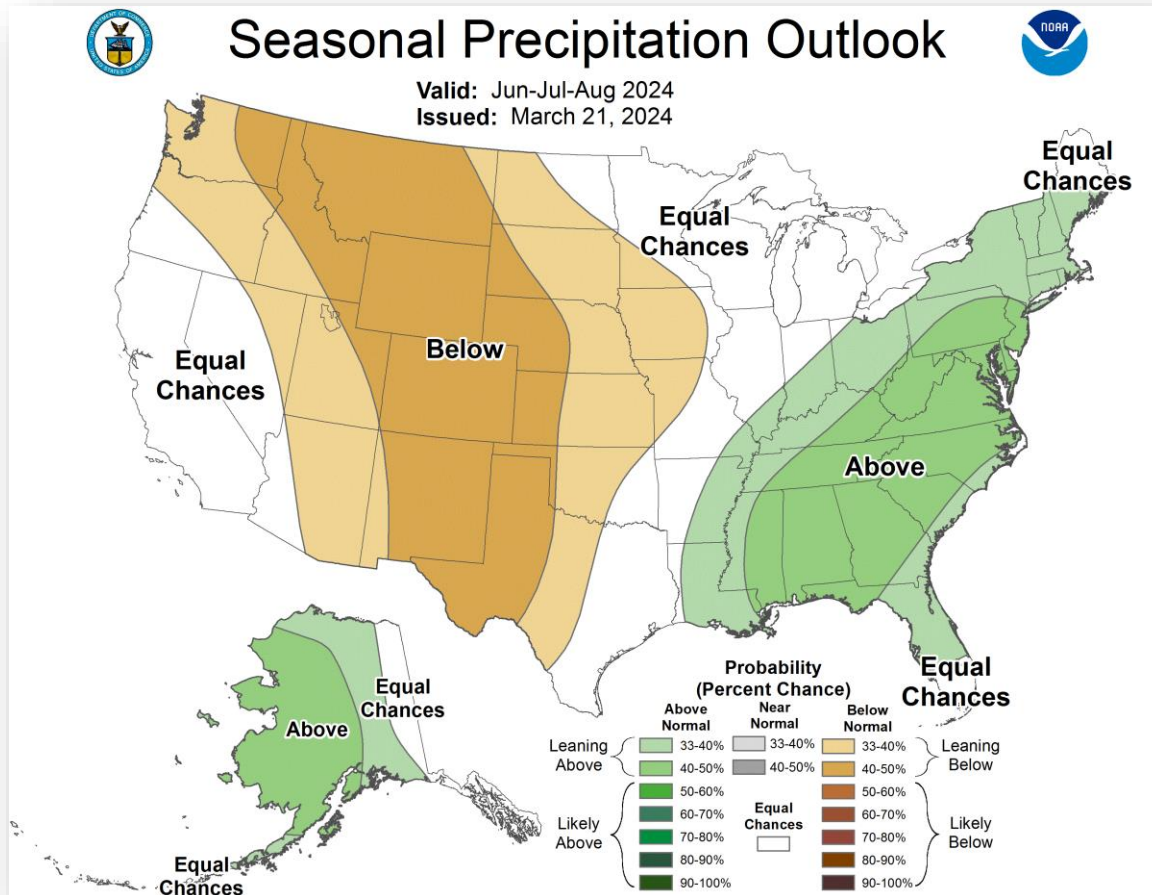 Seasonal Precipitation Outlook
NOAA
Valid: Jun-Jul-Aug 2024
Issued: March 21, 2024
Equal
Chances
Equal
Chances
Equal
Chances
Below
Above
Equal
Chances
Above
Equal
Chances
Equal
Chances
Probability
(Percent Chance)
Above
Normal
Near
Normal
Below
Normal
Leaning
Above
33-40%
33-40%
33-40%
Leaning
Below
40-50%
40-50%
40-50%
50-60%
50-60%
60-70%
60-70%
Likely
Above
Equal
Chances
Likely
Below
70-80%
70-80%
80-90%
80-90%
90-100%
90-100%